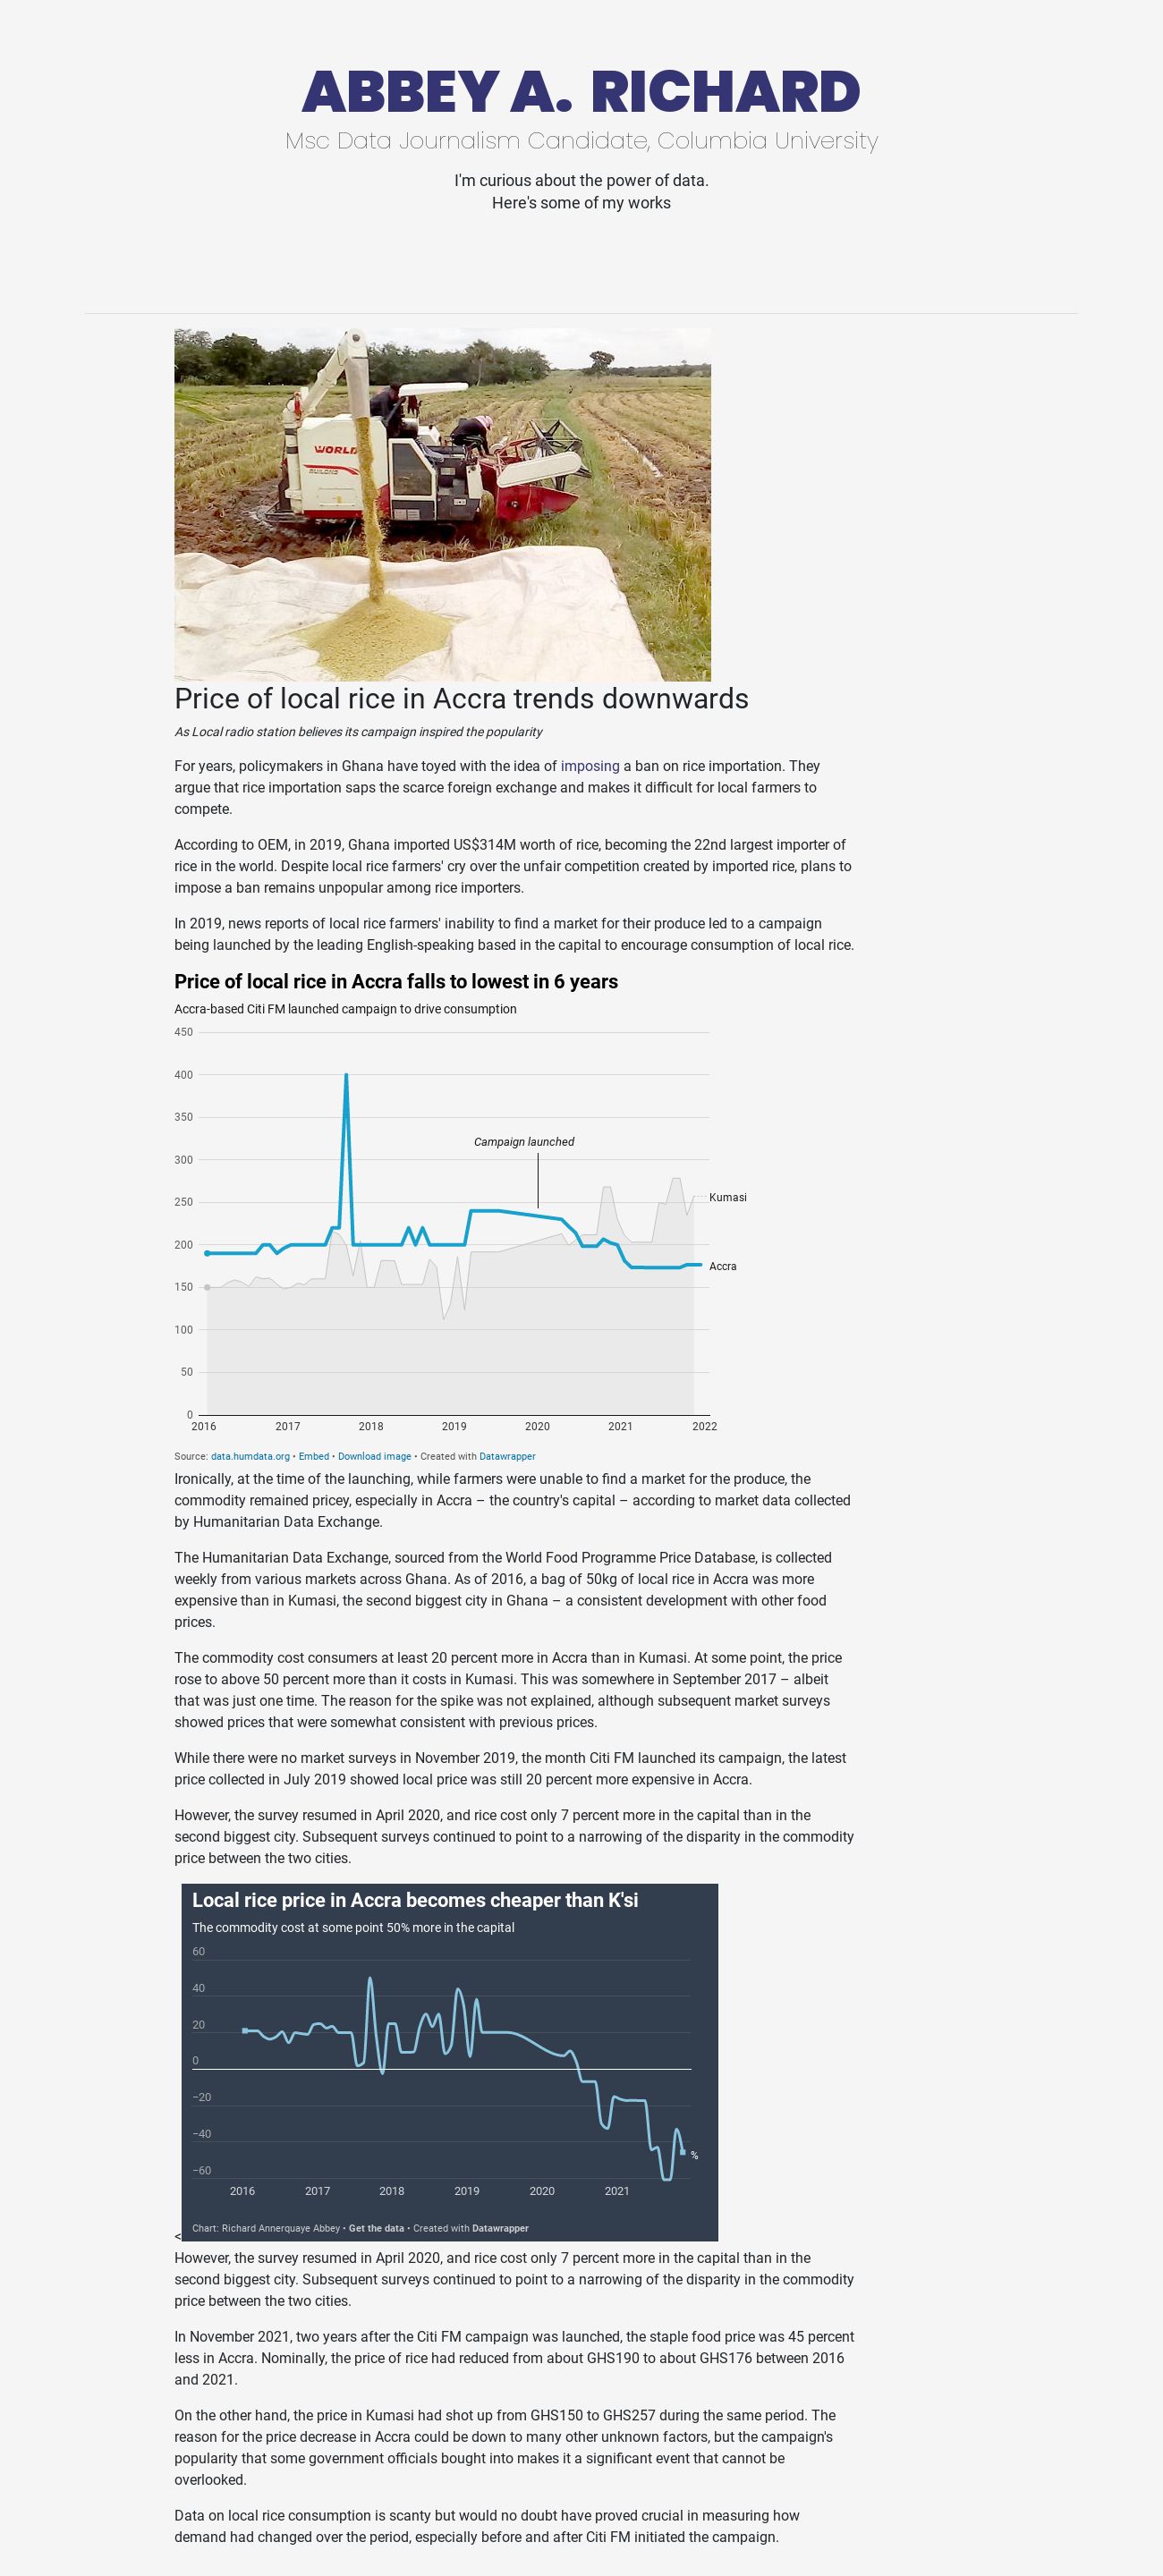 ABBEY A. RICHARD
Msc Data Journalism Candidate, Columbia University
I'm curious about the power of data.
Here's some of my works
WORLD
Price of local rice in Accra trends downwards
As Local radio station believes its campaign inspired the popularity
For years, policymakers in Ghana have toyed with the idea of imposing a ban on rice importation. They
argue that rice importation saps the scarce foreign exchange and makes it difficult for local farmers to
compete.
According to OEM, in 2019, Ghana imported US$314M worth of rice, becoming the 22nd largest importer of
rice in the world. Despite local rice farmers' cry over the unfair competition created by imported rice, plans to
impose a ban remains unpopular among rice importers.
In 2019, news reports of local rice farmers' inability to find a market for their produce led to a campaign
being launched by the leading English-speaking based in the capital to encourage consumption of local rice.
Price of local rice in Accra falls to lowest in 6 years
Accra-based Citi FM launched campaign to drive consumption
450
400
350
Campaign launched
300
250
Kumasi
200
Accra
150
100
50
0
2016 2017 2018 2019 2020 2021 2022
Source: data.humdata.org • Embed • Download image • Created with Datawrapper
Ironically, at the time of the launching, while farmers were unable to find a market for the produce, the
commodity remained pricey, especially in Accra – the country's capital – according to market data collected
by Humanitarian Data Exchange.
The Humanitarian Data Exchange, sourced from the World Food Programme Price Database, is collected
weekly from various markets across Ghana. As of 2016, a bag of 50kg of local rice in Accra was more
expensive than in Kumasi, the second biggest city in Ghana – a consistent development with other food
prices.
The commodity cost consumers at least 20 percent more in Accra than in Kumasi. At some point, the price
rose to above 50 percent more than it costs in Kumasi. This was somewhere in September 2017 – albeit
that was just one time. The reason for the spike was not explained, although subsequent market surveys
showed prices that were somewhat consistent with previous prices.
While there were no market surveys in November 2019, the month Citi FM launched its campaign, the latest
price collected in July 2019 showed local price was still 20 percent more expensive in Accra.
However, the survey resumed in April 2020, and rice cost only 7 percent more in the capital than in the
second biggest city. Subsequent surveys continued to point to a narrowing of the disparity in the commodity
price between the two cities.
Local rice price in Accra becomes cheaper than K'si
The commodity cost at some point 50% more in the capital
60
40
20
0
−20
−40
%
−60
2016 2017 2018 2019 2020 2021
Chart: Richard Annerquaye Abbey • Get the data • Created with Datawrapper
<
However, the survey resumed in April 2020, and rice cost only 7 percent more in the capital than in the
second biggest city. Subsequent surveys continued to point to a narrowing of the disparity in the commodity
price between the two cities.
In November 2021, two years after the Citi FM campaign was launched, the staple food price was 45 percent
less in Accra. Nominally, the price of rice had reduced from about GHS190 to about GHS176 between 2016
and 2021.
On the other hand, the price in Kumasi had shot up from GHS150 to GHS257 during the same period. The
reason for the price decrease in Accra could be down to many other unknown factors, but the campaign's
popularity that some government officials bought into makes it a significant event that cannot be
overlooked.
Data on local rice consumption is scanty but would no doubt have proved crucial in measuring how
demand had changed over the period, especially before and after Citi FM initiated the campaign.